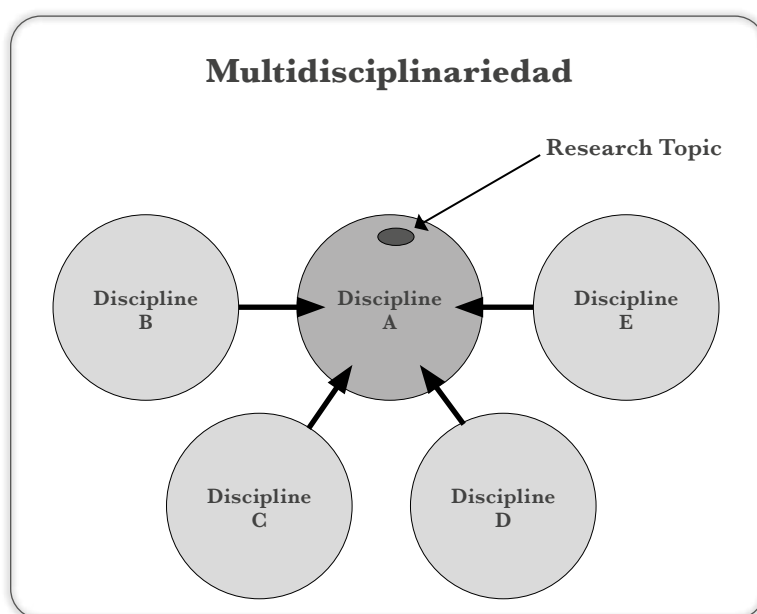 Multidisciplinariedad
Research Topic
Discipline
B
Discipline
A
Discipline
E
Discipline
C
Discipline
D